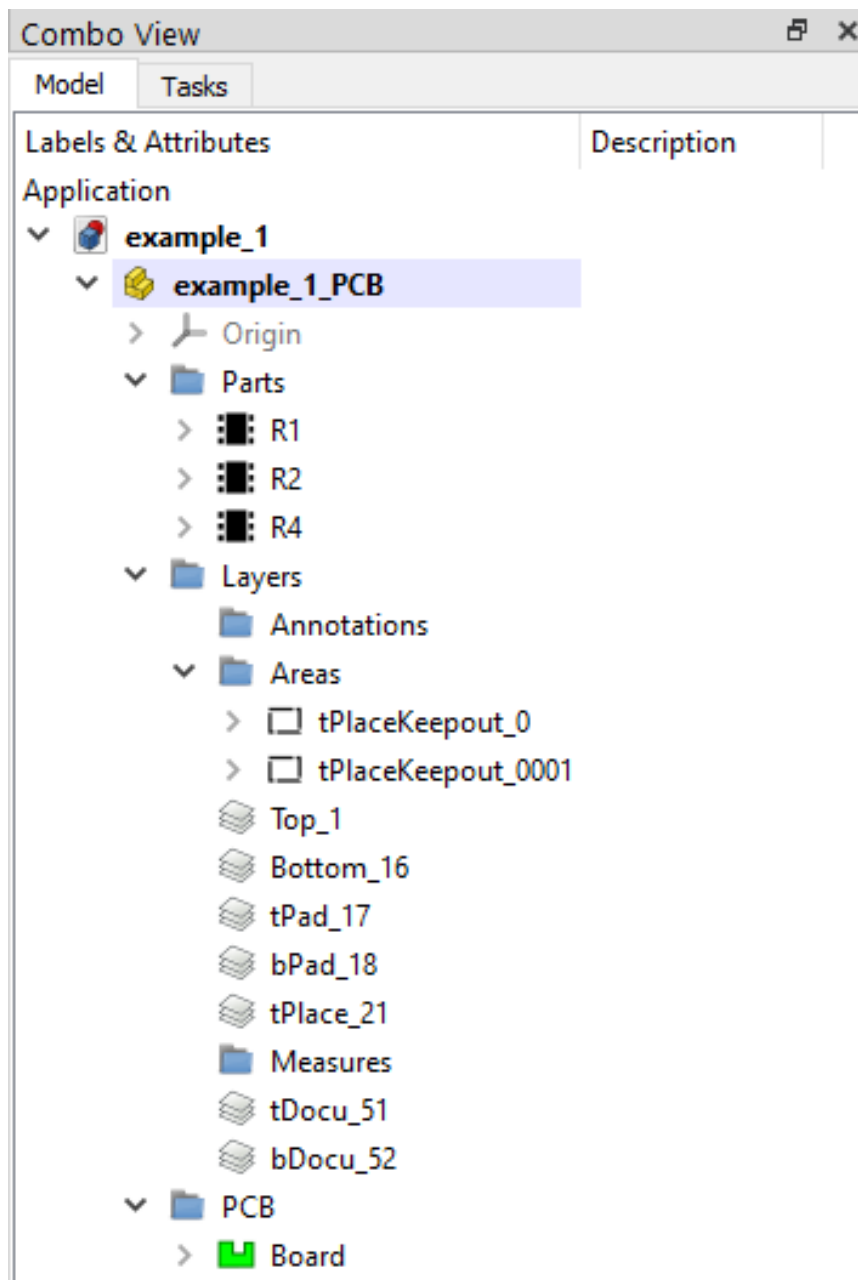 Combo View
Model Tasks
Labels & Attributes Description
Application
example_1
example_1_PCB
Origin
Parts
R1
R2
R4
Layers
Annotations
Areas
tPlaceKeepout_0
tPlaceKeepout_0001
Top_1
Bottom_16
tPad_17
bPad_18
tPlace_21
Measures
tDocu_51
bDocu_52
PCB
Board